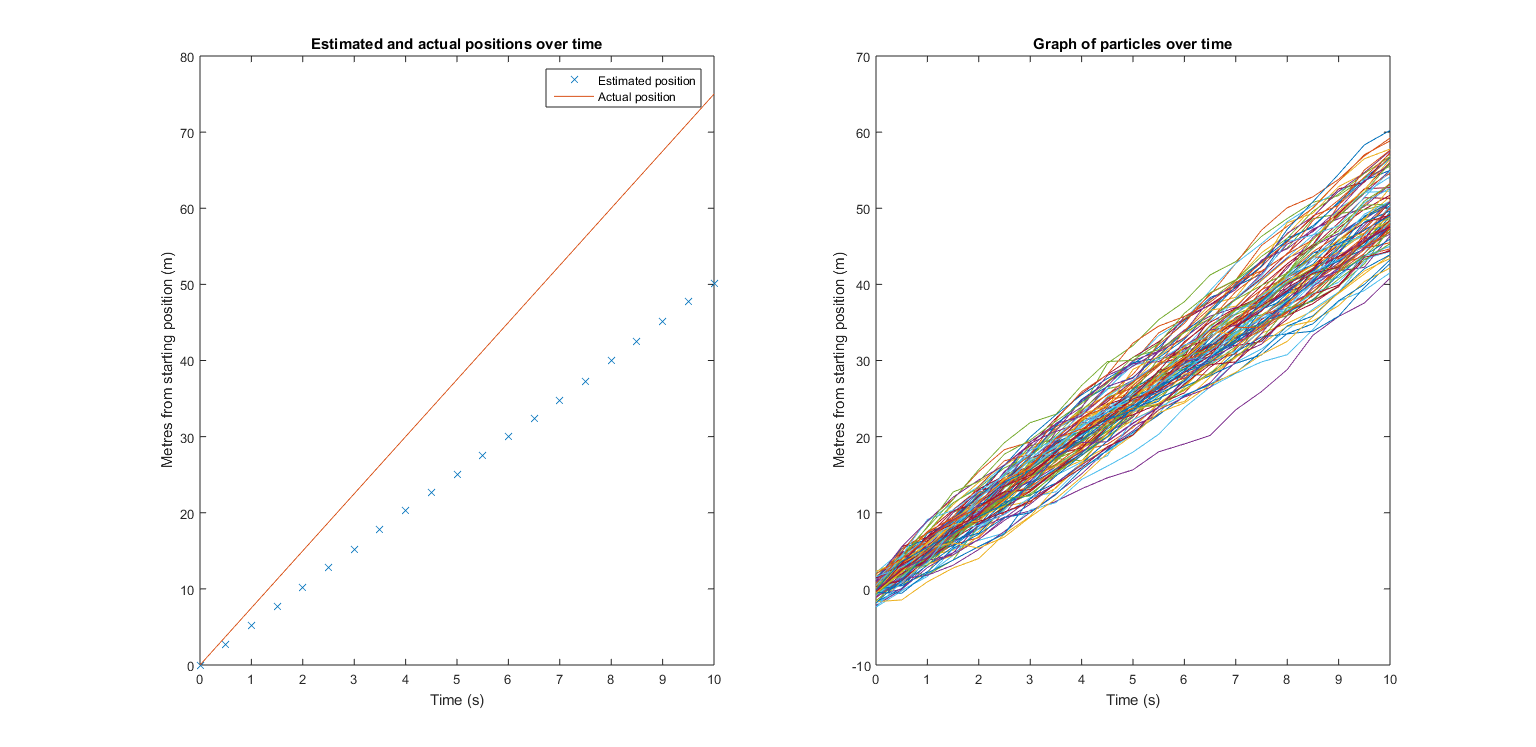 Estimated and actual positions over time
80
70
60
50
40
30
20
10
0
Metres from starting position (m)
Estimated position
Actual position
0 1 2 3 4 5 6 7 8 9 10
Time (s)
Graph of particles over time
70
60
50
40
30
20
10
0
-10
Metres from starting position (m)
0 1 2 3 4 5 6 7 8 9 10
Time (s)